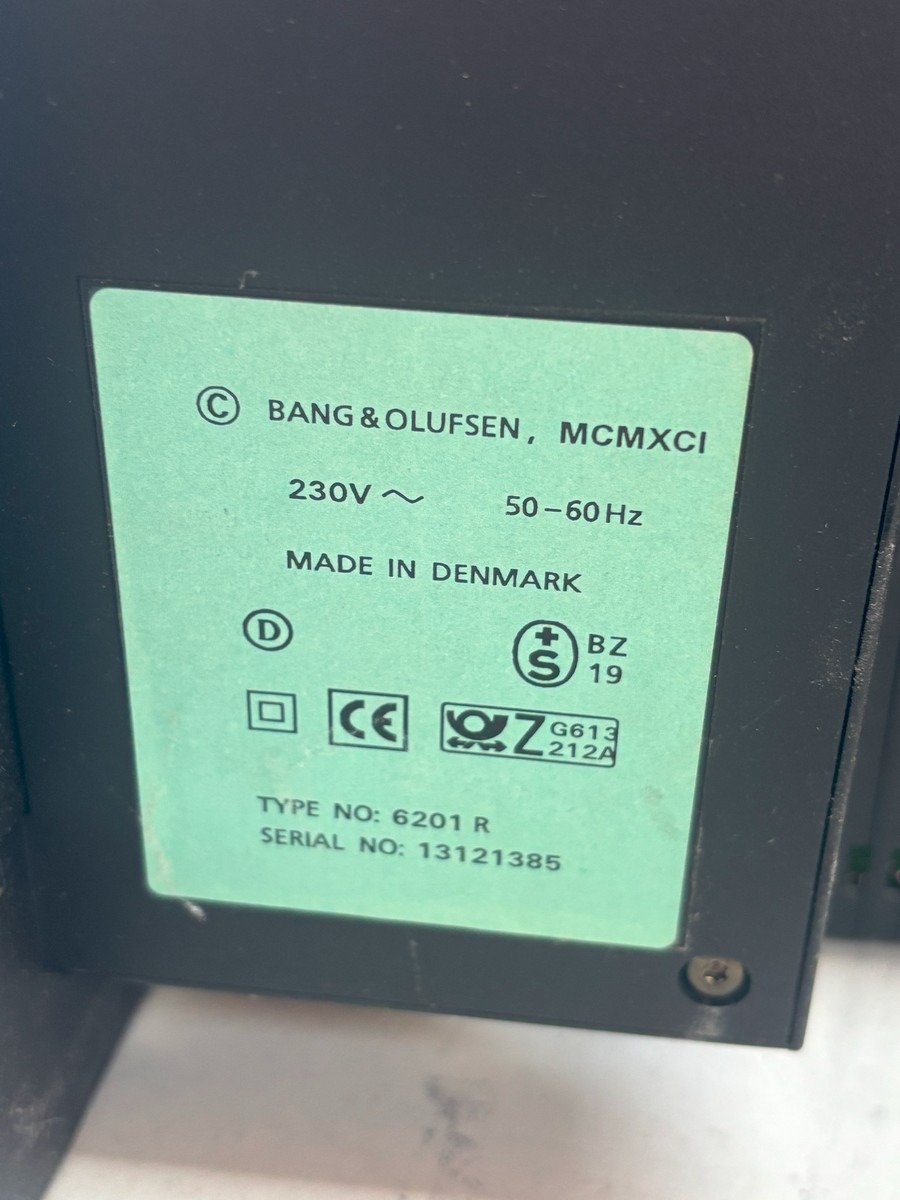 © BANG & OLUFSEN, MCMXCI
230V ~ 50-60 Hz
MADE IN DENMARK
D
+S BZ 19
CE
Z G613 212A
TYPE NO: 6201 R
SERIAL NO: 13121385